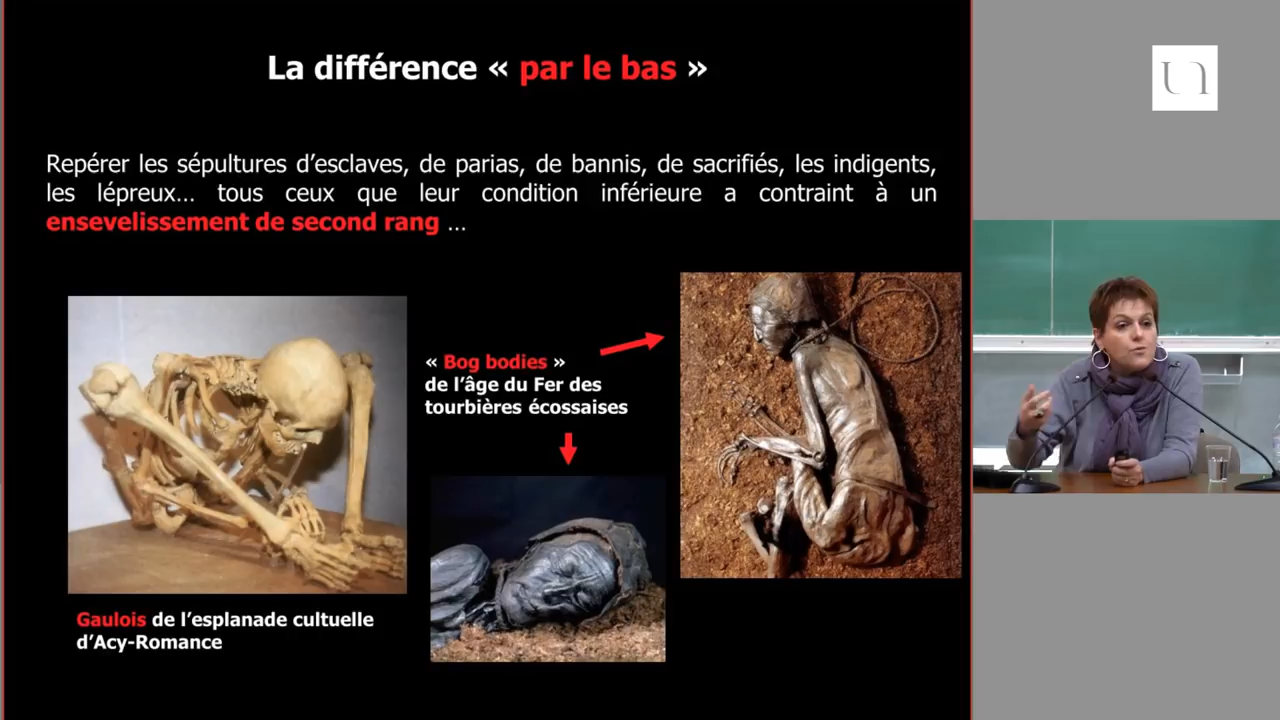 La différence « par le bas »
Repérer les sépultures d’esclaves, de parias, de bannis, de sacrifiés, les indigents,
les lépreux… tous ceux que leur condition inférieure a contraint à un
ensevelissement de second rang …
« Bog bodies »
de l’âge du Fer des
tourbières écossaises
Gaulois de l’esplanade cultuelle
d’Acy-Romance